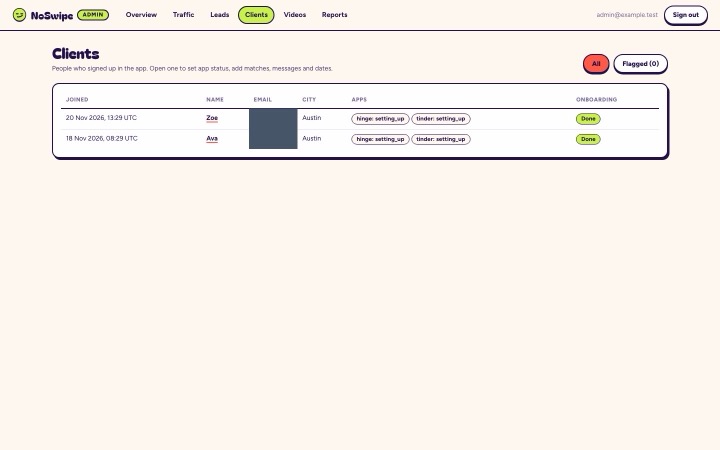 NoSwipe ADMIN Overview Traffic Leads Clients Videos Reports admin@example.test Sign out
Clients
People who signed up in the app. Open one to set app status, add matches, messages and dates.
All Flagged (0)
JOINED NAME EMAIL CITY APPS ONBOARDING
20 Nov 2026, 13:29 UTC Zoe Austin hinge: setting_up tinder: setting_up Done
18 Nov 2026, 08:29 UTC Ava Austin hinge: setting_up tinder: setting_up Done